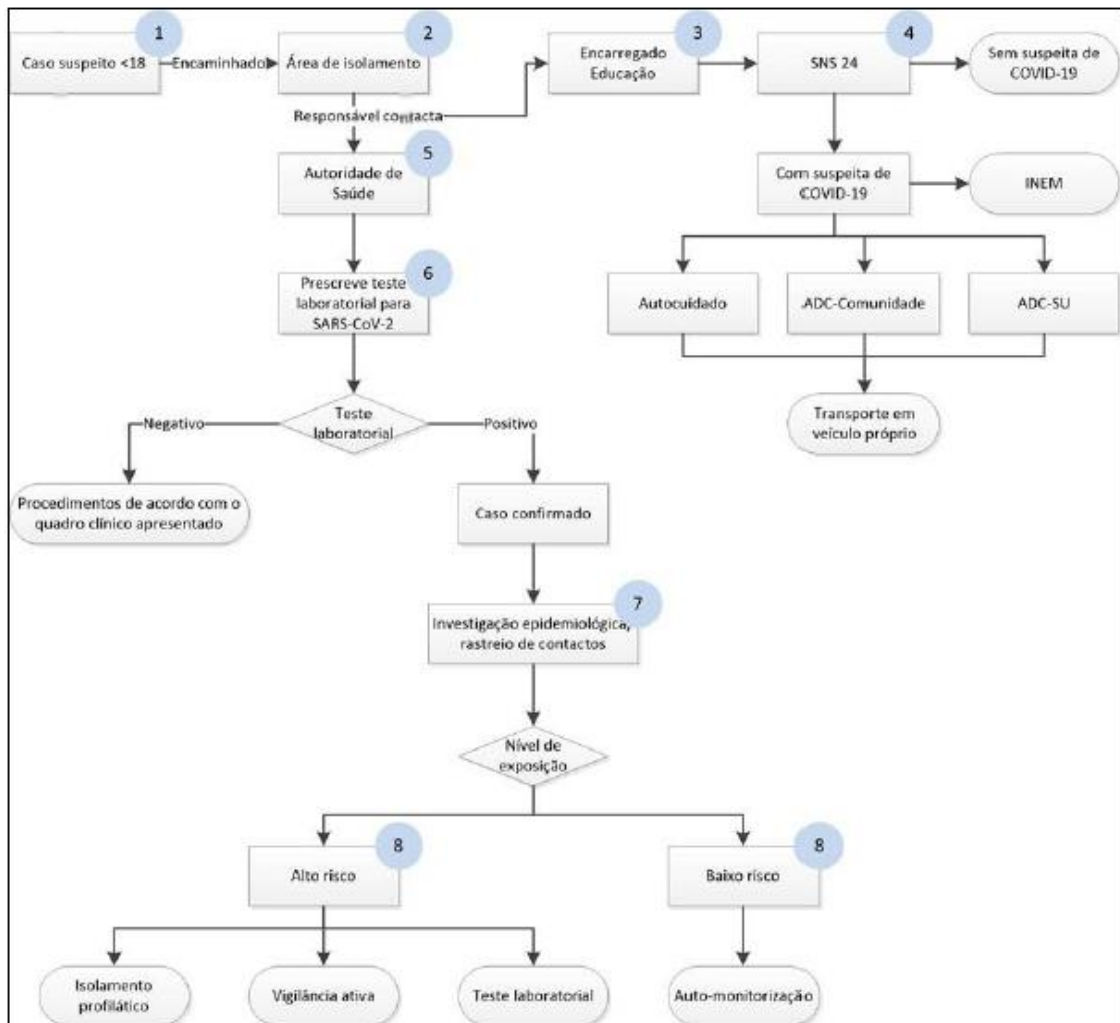 1
Caso suspeito <18
Encaminhado
2
Área de isolamento
3
Encarregado
Educação
4
SNS 24
Sem suspeita de
COVID-19
Responsável contacta
5
Autoridade de
Saúde
Com suspeita de
COVID-19
INEM
6
Prescreve teste
laboratorial para
SARS-CoV-2
Autocuidado
ADC-Comunidade
ADC-SU
Negativo
Teste
laboratorial
Positivo
Transporte em
veículo próprio
Procedimentos de acordo com o
quadro clínico apresentado
Caso confirmado
7
Investigação epidemiológica,
rastreio de contactos
Nível de
exposição
8
Alto risco
8
Baixo risco
Isolamento
profilático
Vigilância ativa
Teste laboratorial
Auto-monitorização